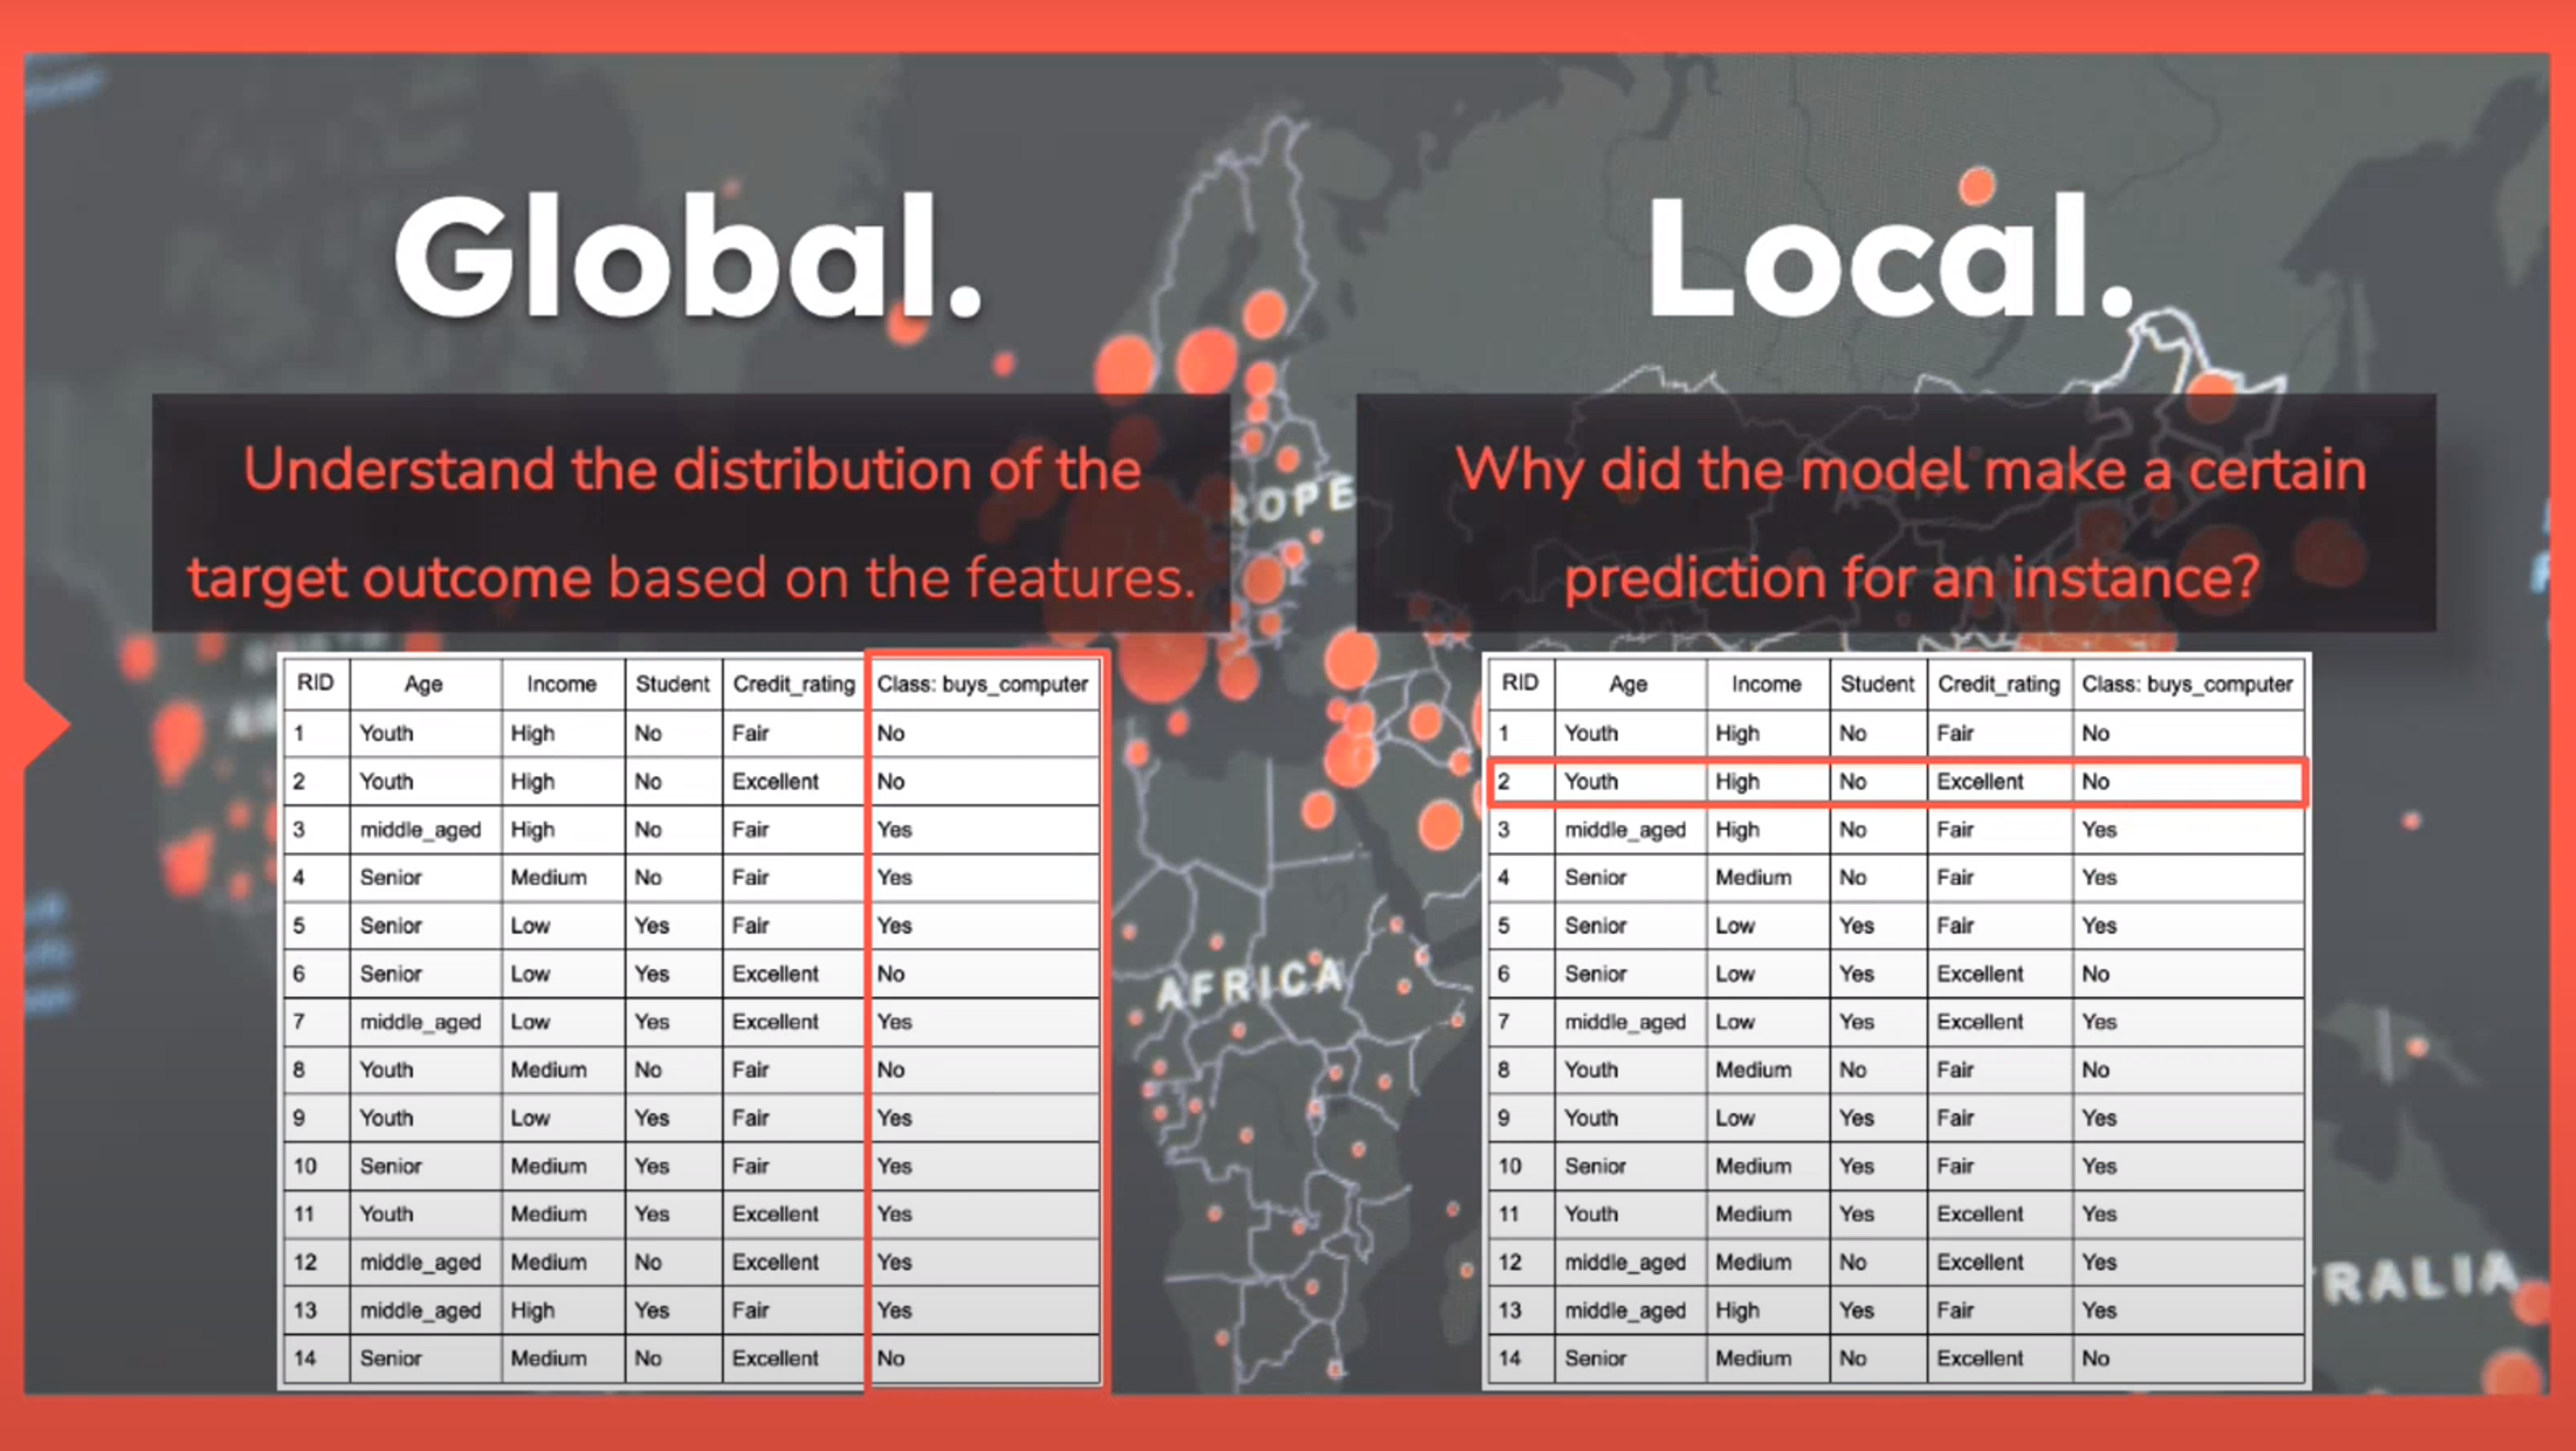 Global.
Understand the distribution of the
target outcome based on the features.
RID Age Income Student Credit_rating Class: buys_computer
1 Youth High No Fair No
2 Youth High No Excellent No
3 middle_aged High No Fair Yes
4 Senior Medium No Fair Yes
5 Senior Low Yes Fair Yes
6 Senior Low Yes Excellent No
7 middle_aged Low Yes Excellent Yes
8 Youth Medium No Fair No
9 Youth Low Yes Fair Yes
10 Senior Medium Yes Fair Yes
11 Youth Medium Yes Excellent Yes
12 middle_aged Medium No Excellent Yes
13 middle_aged High Yes Fair Yes
14 Senior Medium No Excellent No
Local.
Why did the model make a certain
prediction for an instance?
RID Age Income Student Credit_rating Class: buys_computer
1 Youth High No Fair No
2 Youth High No Excellent No
3 middle_aged High No Fair Yes
4 Senior Medium No Fair Yes
5 Senior Low Yes Fair Yes
6 Senior Low Yes Excellent No
7 middle_aged Low Yes Excellent Yes
8 Youth Medium No Fair No
9 Youth Low Yes Fair Yes
10 Senior Medium Yes Fair Yes
11 Youth Medium Yes Excellent Yes
12 middle_aged Medium No Excellent Yes
13 middle_aged High Yes Fair Yes
14 Senior Medium No Excellent No
ROPE
AFRICA
RALIA